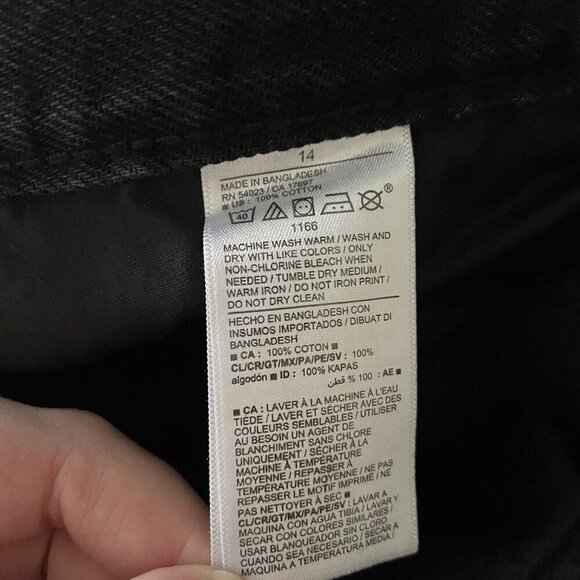 14
MADE IN BANGLADESH
RN 54023 / CA 17897
■ US : 100% COTTON
40 ®
1166
MACHINE WASH WARM / WASH AND
DRY WITH LIKE COLORS / ONLY
NON-CHLORINE BLEACH WHEN
NEEDED / TUMBLE DRY MEDIUM /
WARM IRON / DO NOT IRON PRINT /
DO NOT DRY CLEAN
HECHO EN BANGLADESH CON
INSUMOS IMPORTADOS / DIBUAT DI
BANGLADESH
■ CA : 100% COTON ■
CL/CR/GT/MX/PA/PE/SV : 100%
algodón ■ ID : 100% KAPAS
■ AE : 100 % قطن
■ CA : LAVER À LA MACHINE À L'EAU
TIÈDE / LAVER ET SÉCHER AVEC DES
COULEURS SEMBLABLES / UTILISER
AU BESOIN UN AGENT DE
BLANCHIMENT SANS CHLORE
UNIQUEMENT / SÉCHER À LA
MACHINE À TEMPÉRATURE
MOYENNE / REPASSER À
TEMPÉRATURE MOYENNE / NE PAS
REPASSER LE MOTIF IMPRIMÉ / NE
PAS NETTOYER À SEC ■
CL/CR/GT/MX/PA/PE/SV : LAVAR A
MAQUINA CON AGUA TIBIA / LAVAR Y
SECAR CON COLORES SIMILARES /
USAR BLANQUEADOR SIN CLORO
CUANDO SEA NECESARIO / SECAR A
MAQUINA A TEMPERATURA MEDIA /